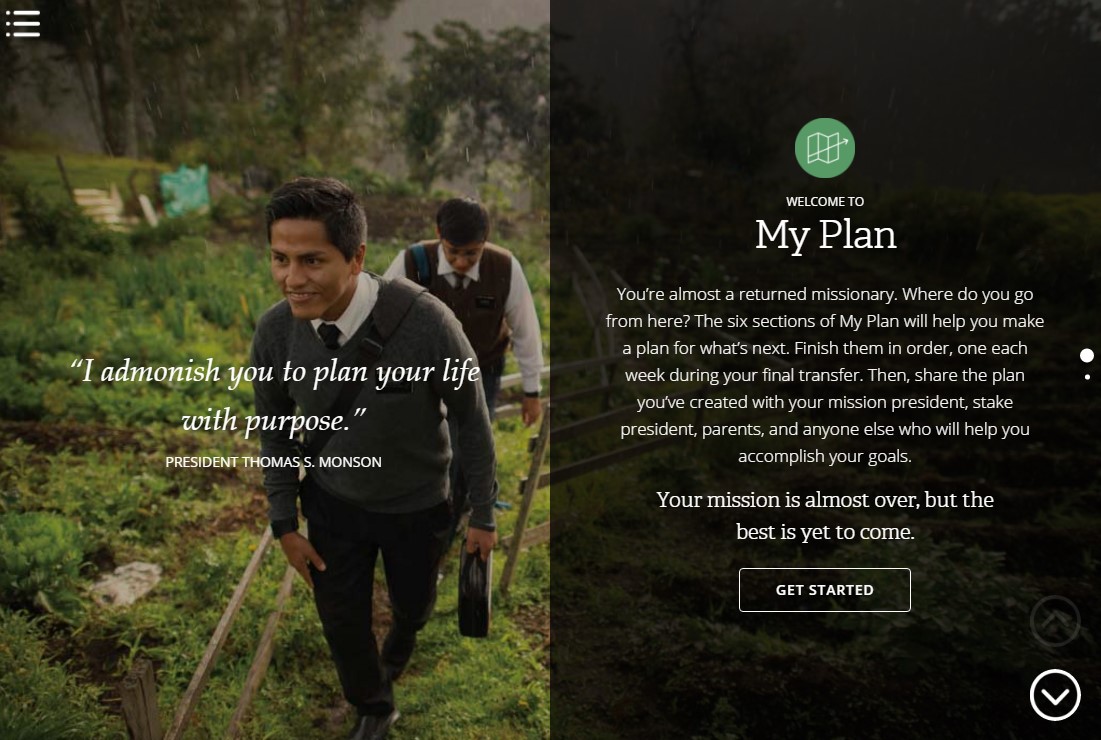 “I admonish you to plan your life
with purpose.”
PRESIDENT THOMAS S. MONSON
WELCOME TO
My Plan
You’re almost a returned missionary. Where do you go
from here? The six sections of My Plan will help you make
a plan for what’s next. Finish them in order, one each
week during your final transfer. Then, share the plan
you’ve created with your mission president, stake
president, parents, and anyone else who will help you
accomplish your goals.
Your mission is almost over, but the
best is yet to come.
GET STARTED